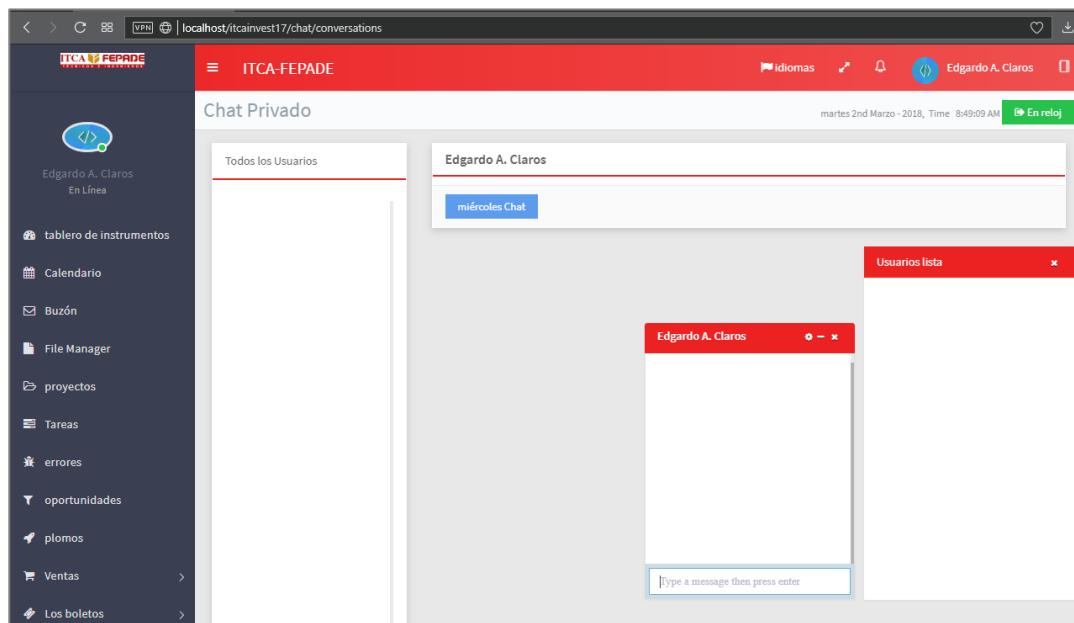 VPN localhost/itcainvest17/chat/conversations
ITCA FEPADE
TÉCNICOS E INGENIEROS
ITCA-FEPADE
idiomas
Edgardo A. Claros
Chat Privado
martes 2nd Marzo - 2018, Time 8:49:09 AM
En reloj
Edgardo A. Claros
En Línea
tablero de instrumentos
Calendario
Buzón
File Manager
proyectos
Tareas
errores
oportunidades
plomos
Ventas
Los boletos
Todos los Usuarios
Edgardo A. Claros
miércoles Chat
Usuarios lista
Edgardo A. Claros
Type a message then press enter